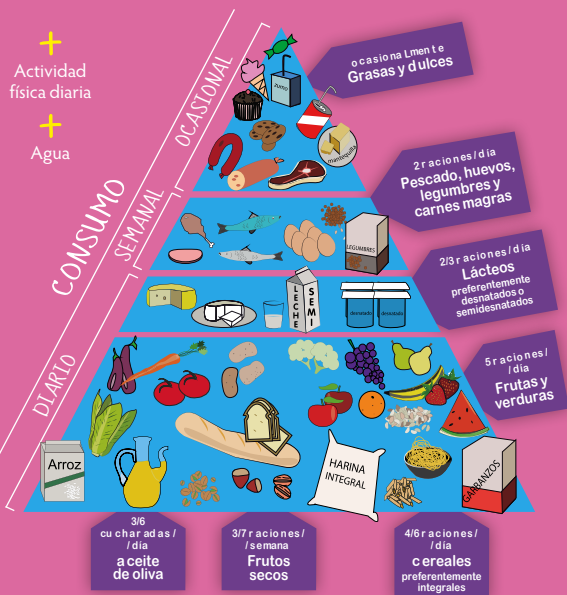 Actividad
física diaria
Agua
CONSUMO
OCASIONAL
SEMANAL
DIARIO
ocasionalmente
Grasas y dulces
zumo
mantequilla
2 raciones/día
Pescado, huevos,
legumbres y
carnes magras
LEGUMBRES
2/3 raciones/día
Lácteos
preferentemente
desnatados o
semidesnatados
LECHE
SEMI
desnatado
desnatado
5 raciones/
/día
Frutas y
verduras
Arroz
HARINA
INTEGRAL
GARBANZOS
3/6
cucharadas/
/día
aceite
de oliva
3/7 raciones/
/semana
Frutos
secos
4/6 raciones/
/día
cereales
preferentemente
integrales